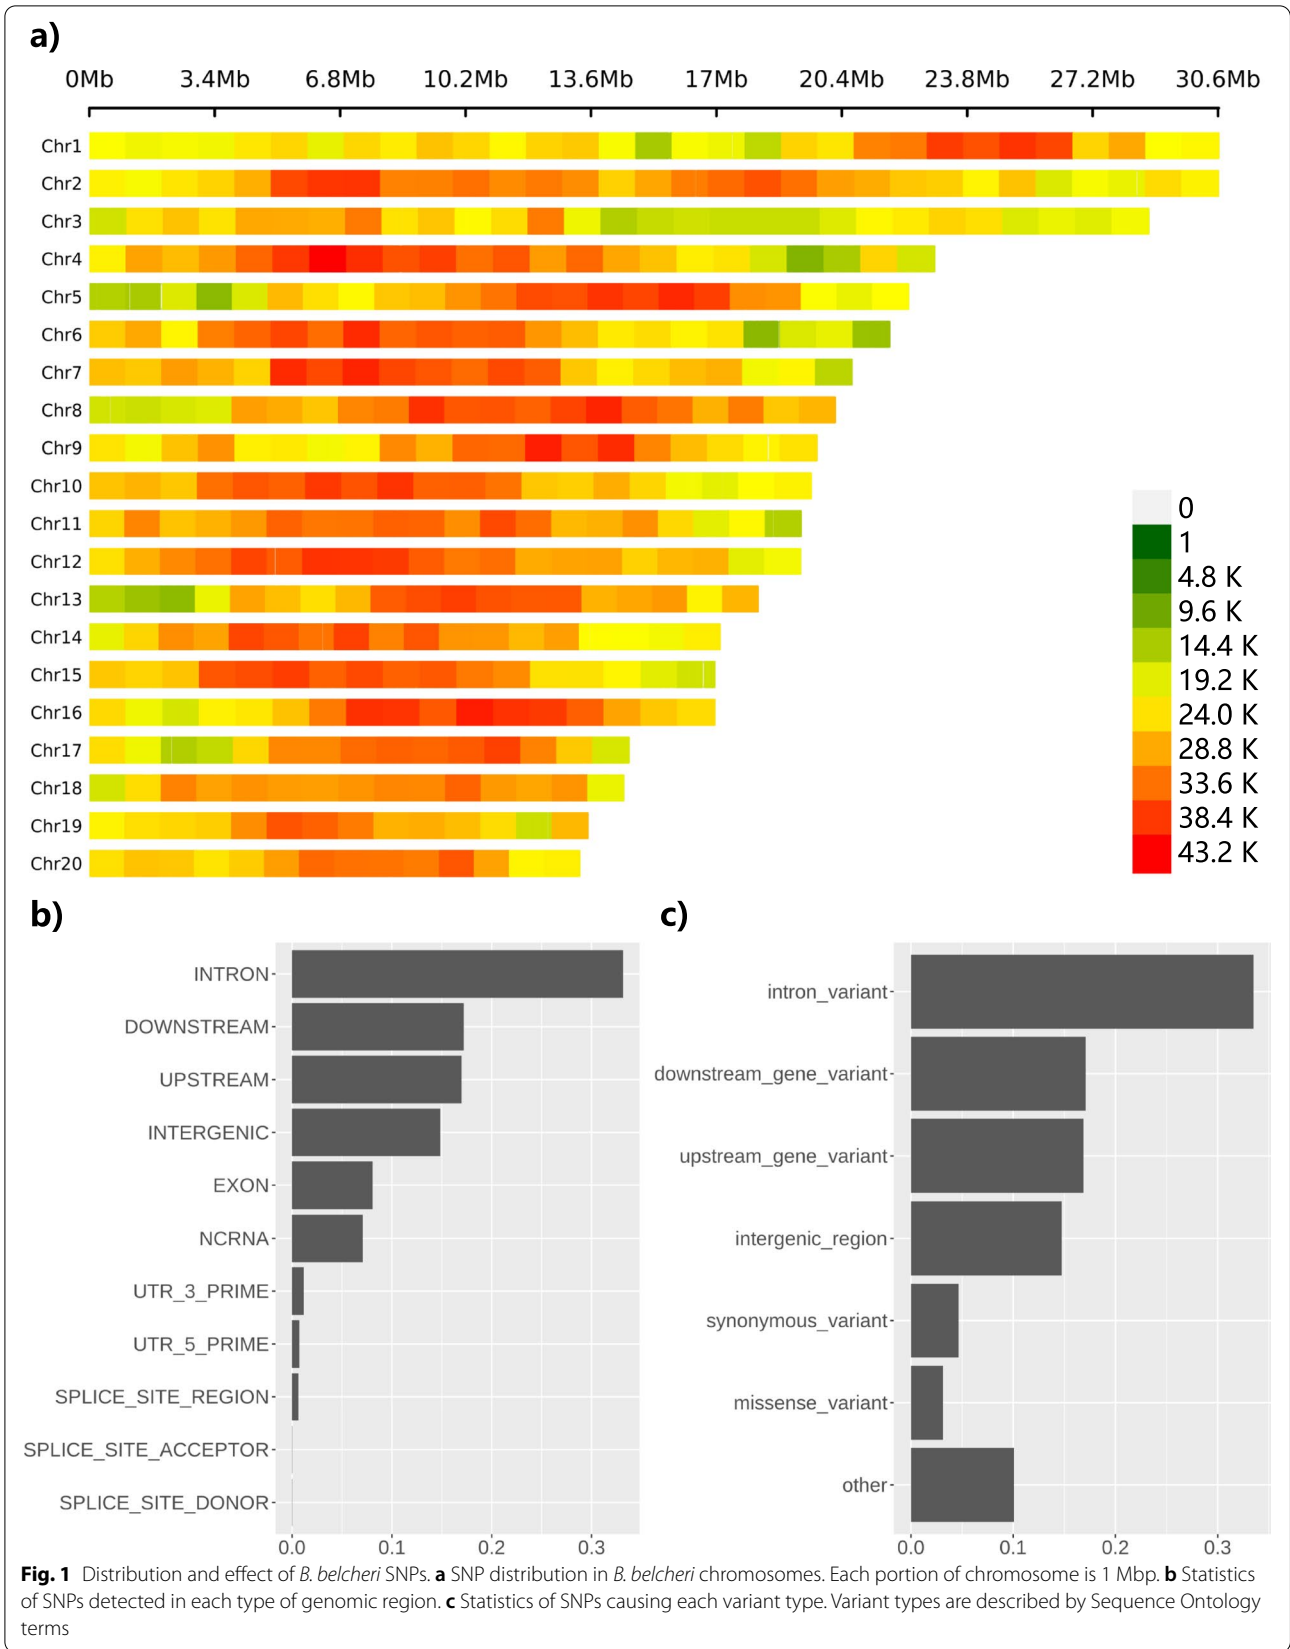 a)
0Mb 3.4Mb 6.8Mb 10.2Mb 13.6Mb 17Mb 20.4Mb 23.8Mb 27.2Mb 30.6Mb
Chr1
Chr2
Chr3
Chr4
Chr5
Chr6
Chr7
Chr8
Chr9
Chr10
Chr11
Chr12
Chr13
Chr14
Chr15
Chr16
Chr17
Chr18
Chr19
Chr20
0
1
4.8 K
9.6 K
14.4 K
19.2 K
24.0 K
28.8 K
33.6 K
38.4 K
43.2 K
b)
INTRON
DOWNSTREAM
UPSTREAM
INTERGENIC
EXON
NCRNA
UTR_3_PRIME
UTR_5_PRIME
SPLICE_SITE_REGION
SPLICE_SITE_ACCEPTOR
SPLICE_SITE_DONOR
0.0 0.1 0.2 0.3
c)
intron_variant
downstream_gene_variant
upstream_gene_variant
intergenic_region
synonymous_variant
missense_variant
other
0.0 0.1 0.2 0.3
Fig. 1 Distribution and effect of B. belcheri SNPs. a SNP distribution in B. belcheri chromosomes. Each portion of chromosome is 1 Mbp. b Statistics
of SNPs detected in each type of genomic region. c Statistics of SNPs causing each variant type. Variant types are described by Sequence Ontology
terms